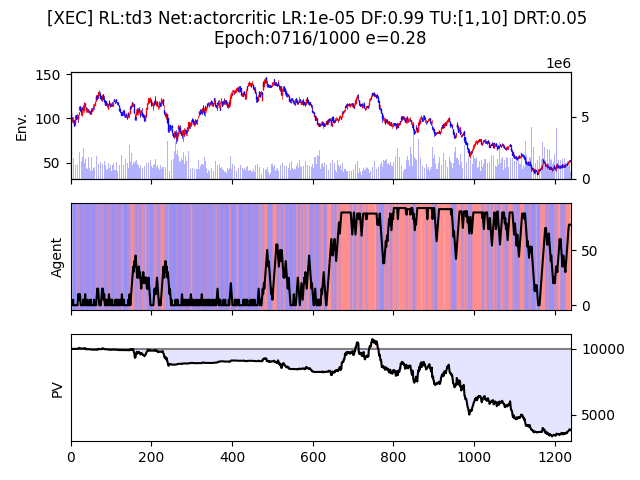 [XEC] RL:td3 Net:actorcritic LR:1e-05 DF:0.99 TU:[1,10] DRT:0.05
Epoch:0716/1000 e=0.28
1e6
150
100
50
Env.
5
0
Agent
50
0
PV
10000
5000
0 200 400 600 800 1000 1200